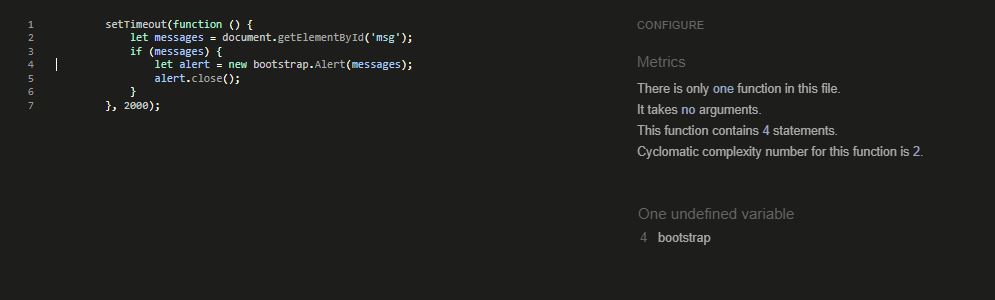 1 setTimeout(function () {
2 let messages = document.getElementById('msg');
3 if (messages) {
4 let alert = new bootstrap.Alert(messages);
5 alert.close();
6 }
7 }, 2000);
CONFIGURE
Metrics
There is only one function in this file.
It takes no arguments.
This function contains 4 statements.
Cyclomatic complexity number for this function is 2.
One undefined variable
4 bootstrap